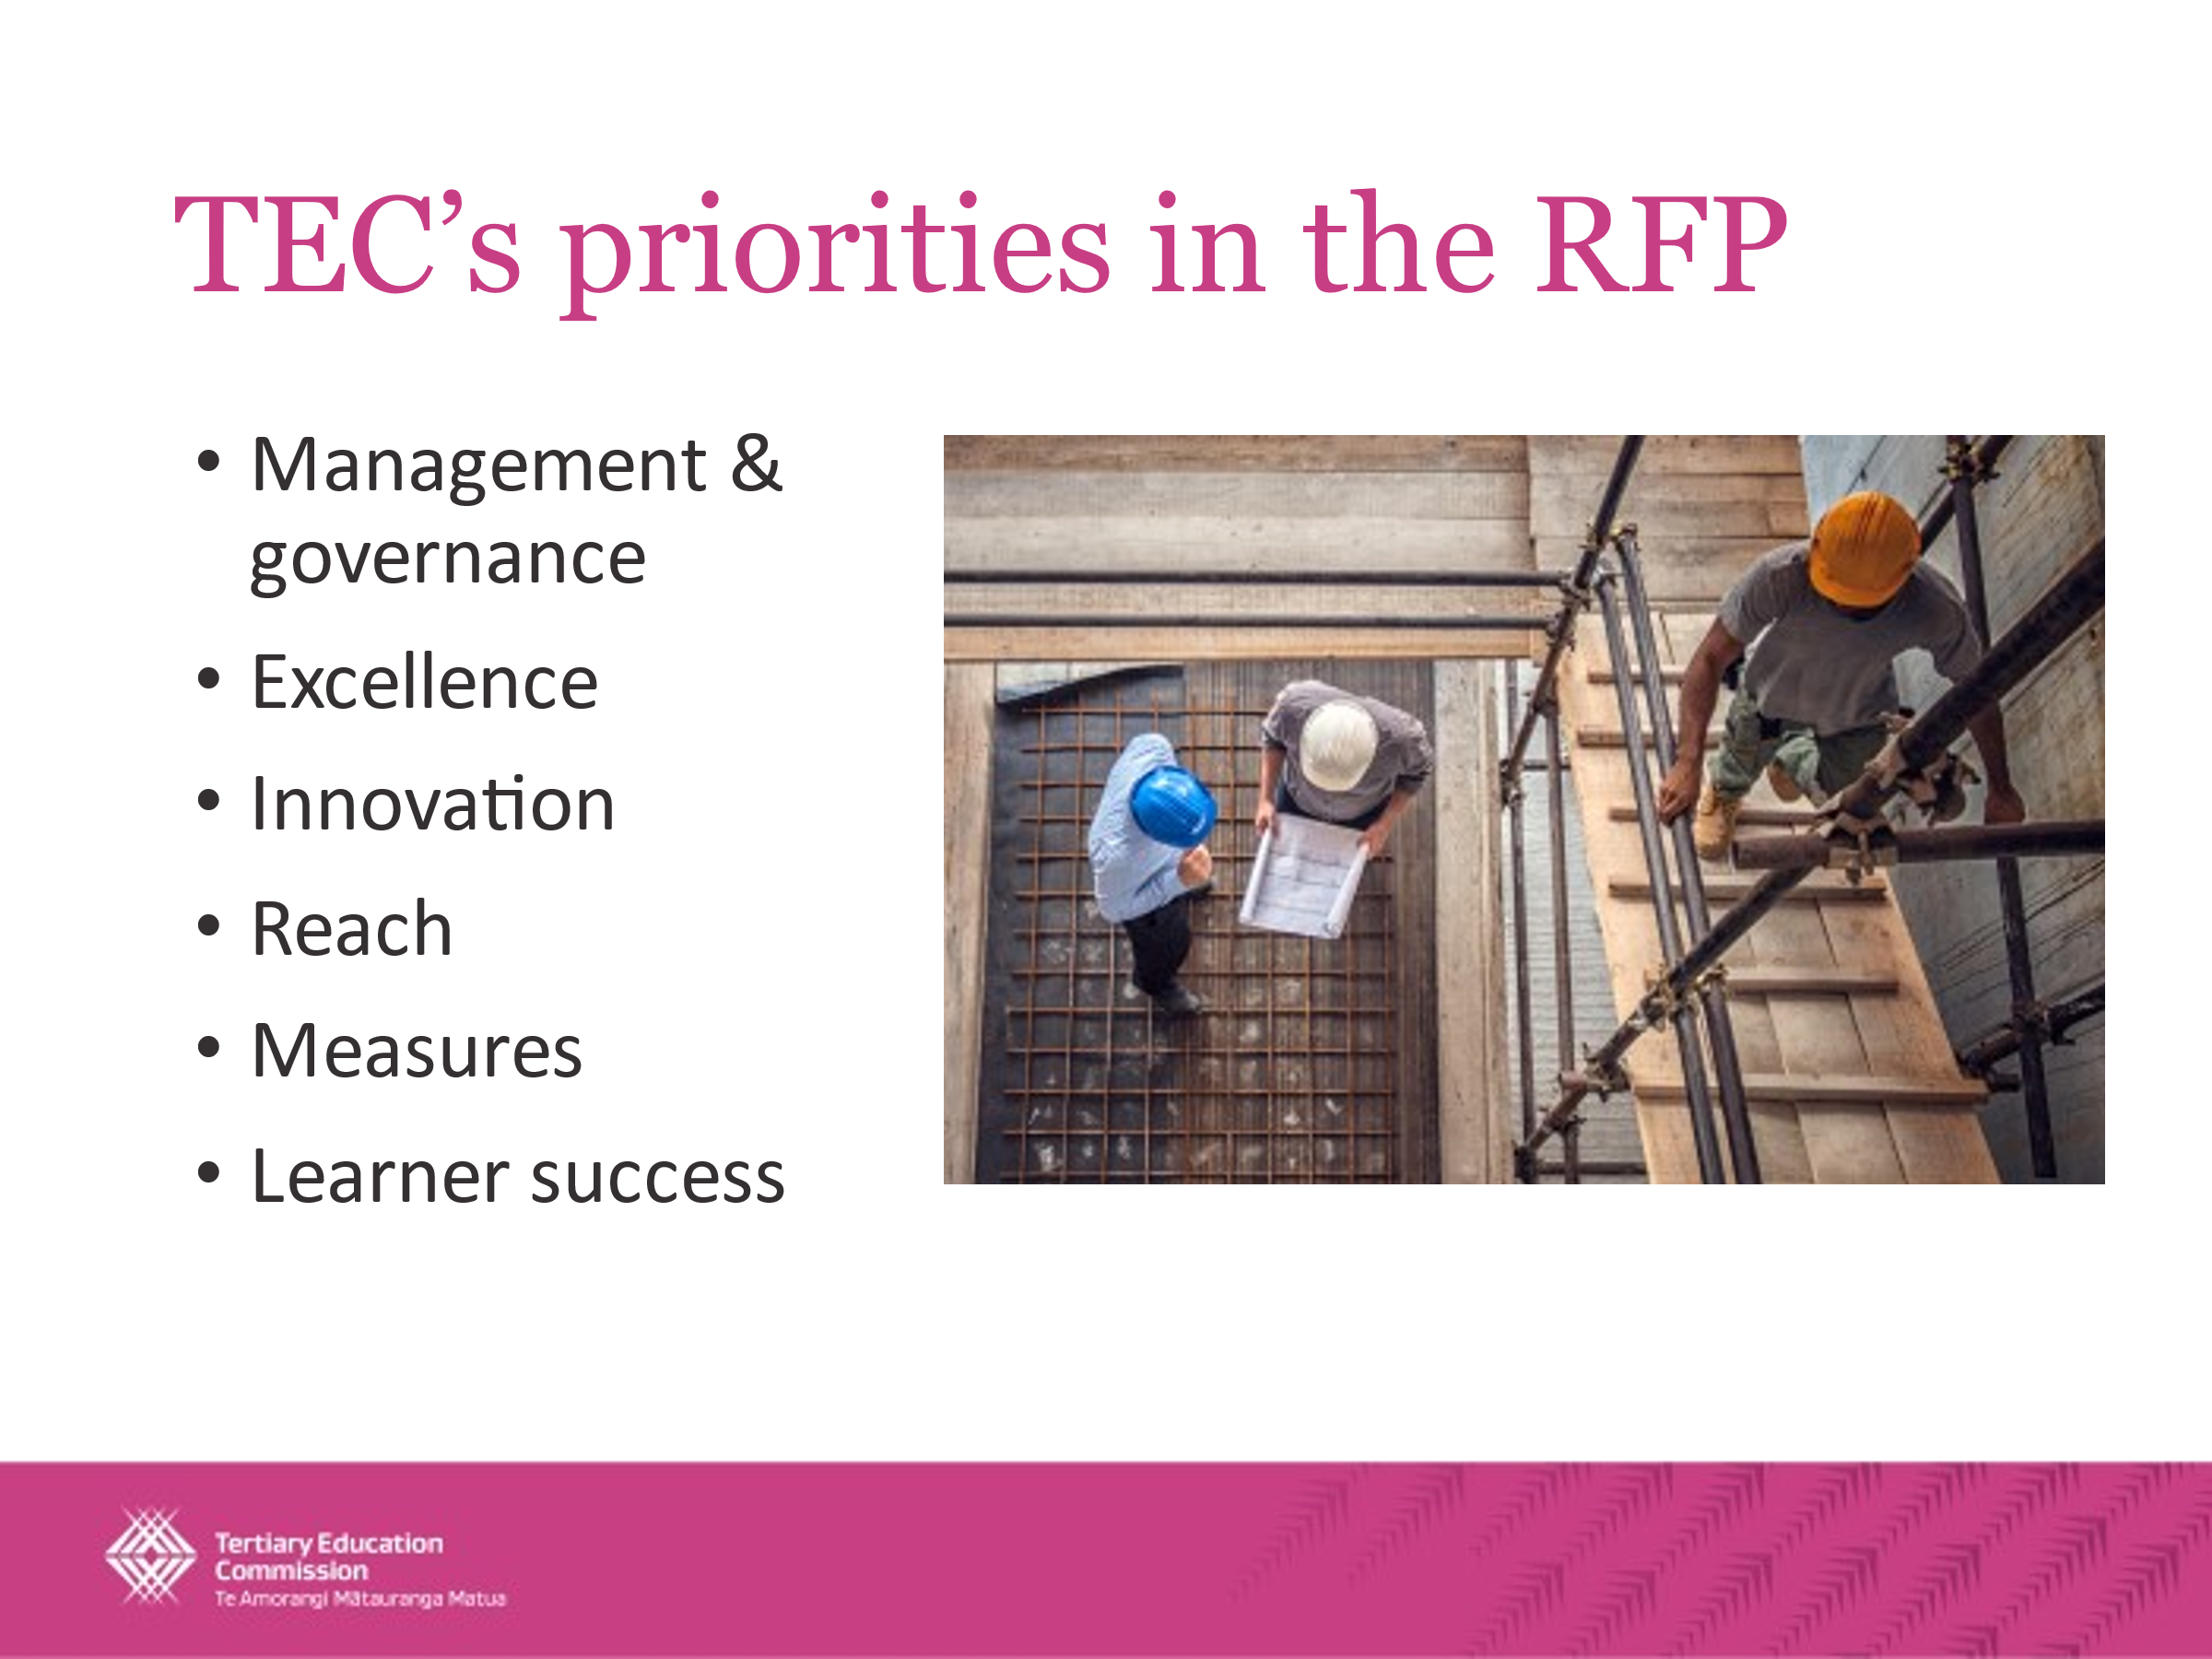 TEC’s priorities in the RFP
• Management &
governance
• Excellence
• Innovation
• Reach
• Measures
• Learner success
Tertiary Education
Commission
Te Amorangi Mātauranga Matua